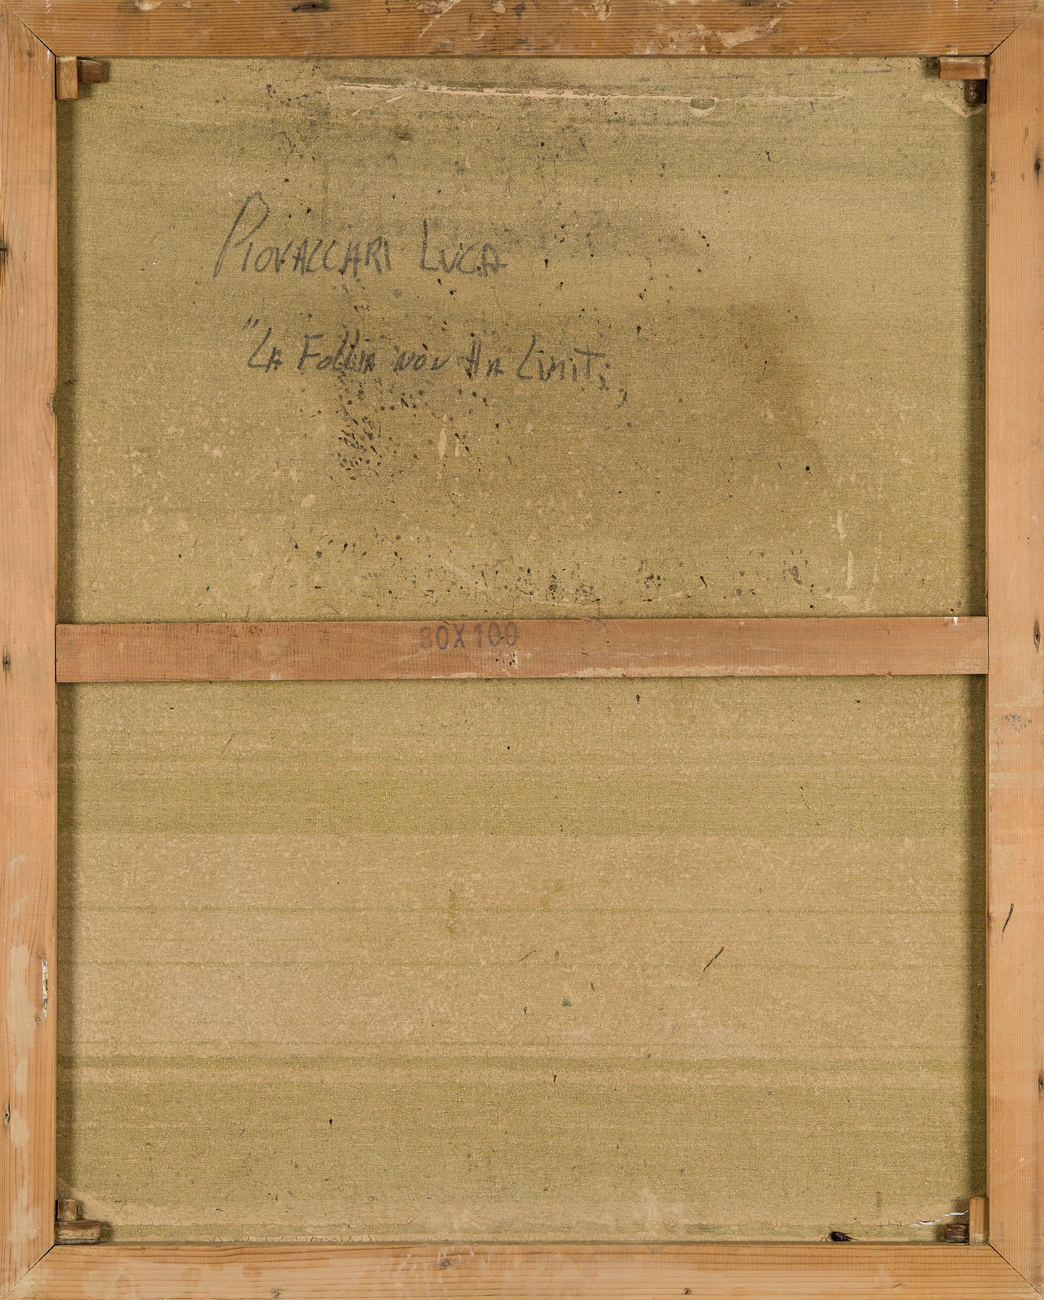 PIOVACCARI LUCA
"LA FOLLIA NON HA LIMITI,,
80X100